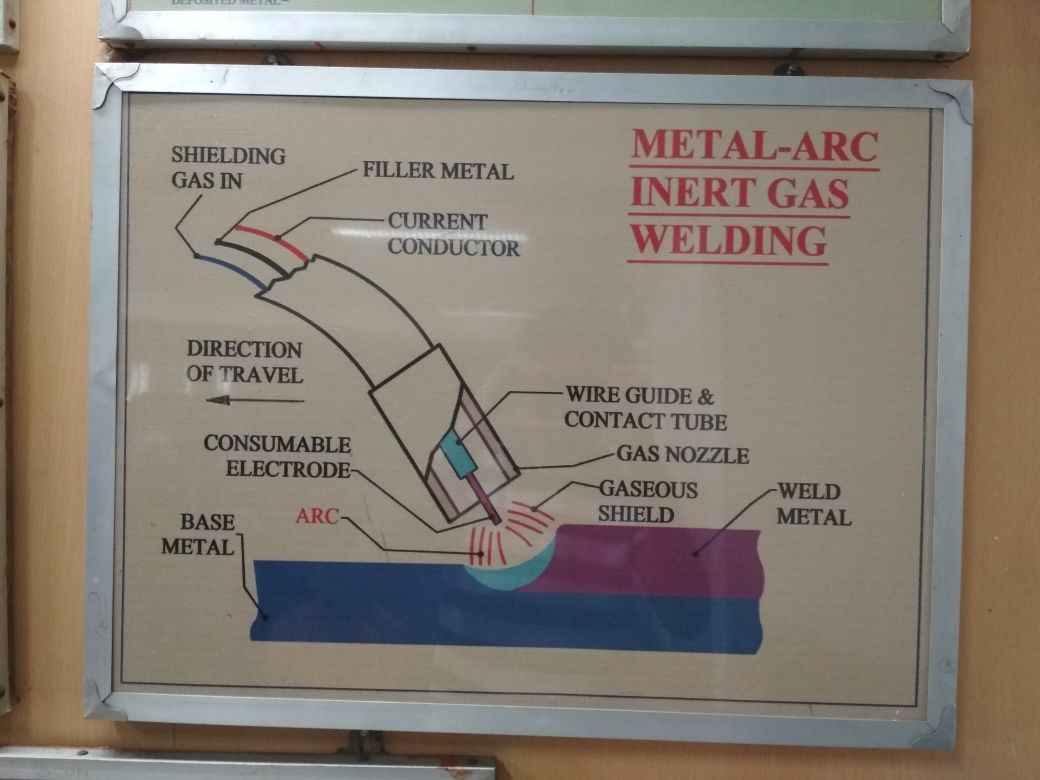 DEPOSITED METAL
METAL-ARC
INERT GAS
WELDING
SHIELDING
GAS IN
FILLER METAL
CURRENT
CONDUCTOR
DIRECTION
OF TRAVEL
WIRE GUIDE &
CONTACT TUBE
CONSUMABLE
ELECTRODE
GAS NOZZLE
GASEOUS
SHIELD
WELD
METAL
ARC
BASE
METAL